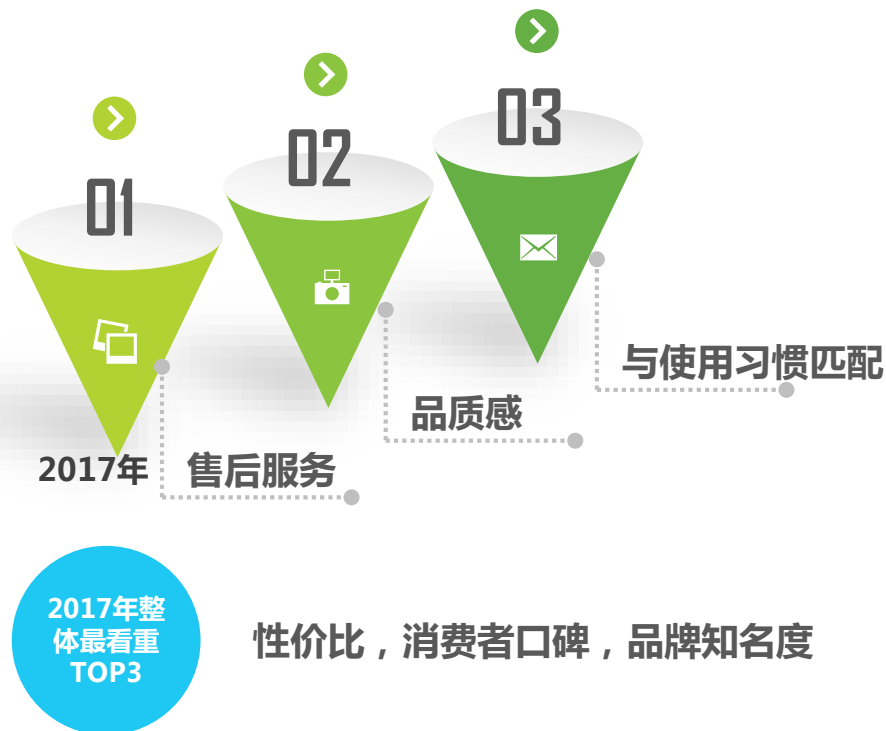 03
02
01
与使用习惯匹配
品质感
2017年
售后服务
2017年整
体最看重
TOP3
性价比，消费者口碑，品牌知名度